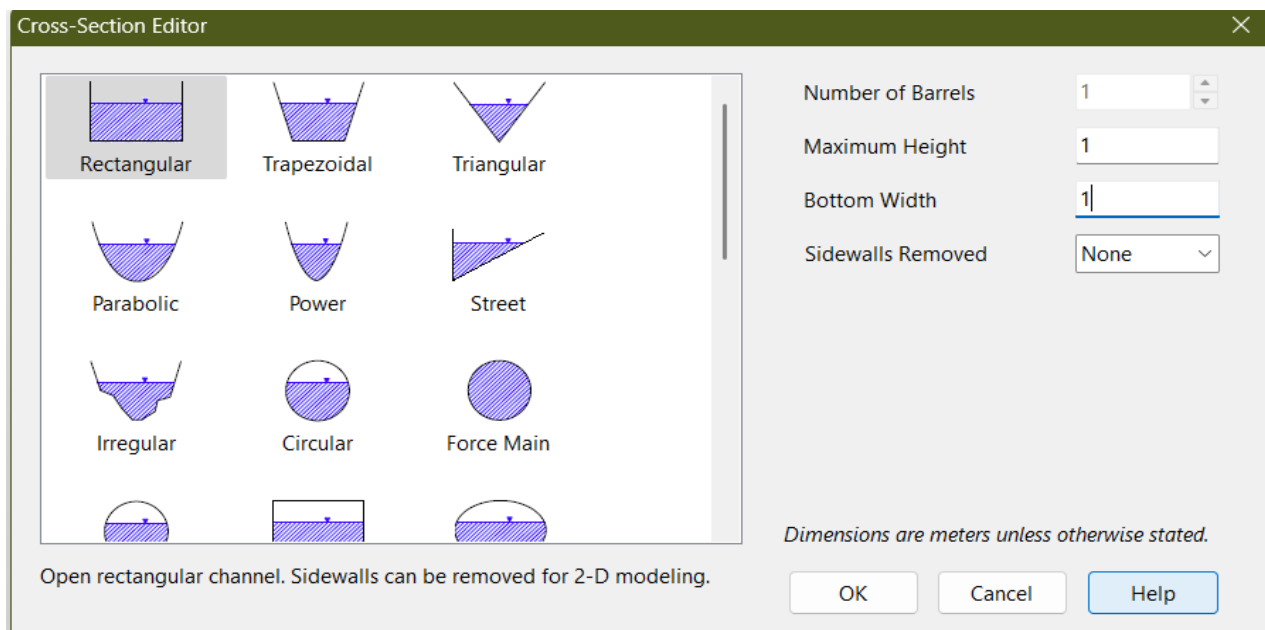 Cross-Section Editor
Rectangular
Trapezoidal
Triangular
Parabolic
Power
Street
Irregular
Circular
Force Main
Open rectangular channel. Sidewalls can be removed for 2-D modeling.
Number of Barrels 1
Maximum Height 1
Bottom Width 1
Sidewalls Removed None
Dimensions are meters unless otherwise stated.
OK Cancel Help